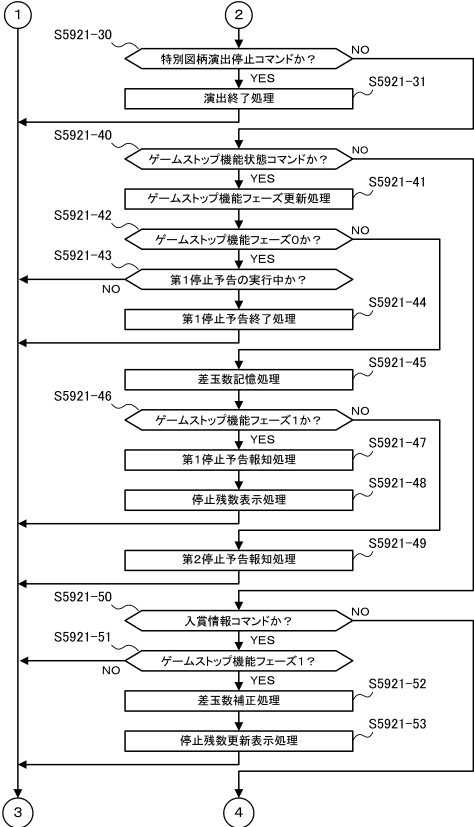 1
2
S5921-30
特別図柄演出停止コマンドか？
NO
YES
S5921-31
演出終了処理
S5921-40
ゲームストップ機能状態コマンドか？
NO
YES
S5921-41
ゲームストップ機能フェーズ更新処理
S5921-42
ゲームストップ機能フェーズ0か？
NO
YES
S5921-43
第1停止予告の実行中か？
NO
S5921-44
第1停止予告終了処理
S5921-45
差玉数記憶処理
S5921-46
ゲームストップ機能フェーズ1か？
NO
YES
S5921-47
第1停止予告報知処理
S5921-48
停止残数表示処理
S5921-49
第2停止予告報知処理
S5921-50
入賞情報コマンドか？
NO
YES
S5921-51
ゲームストップ機能フェーズ1？
NO
YES
S5921-52
差玉数補正処理
S5921-53
停止残数更新表示処理
3
4